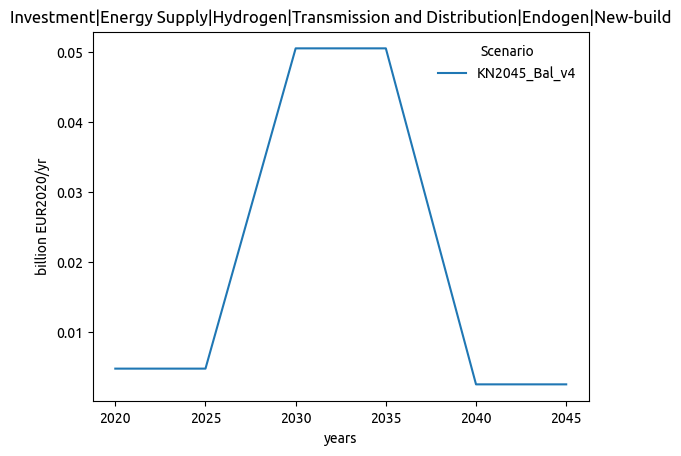 Investment|Energy Supply|Hydrogen|Transmission and Distribution|Endogen|New-build
Scenario
KN2045_Bal_v4
billion EUR2020/yr
0.05
0.04
0.03
0.02
0.01
2020 2025 2030 2035 2040 2045
years